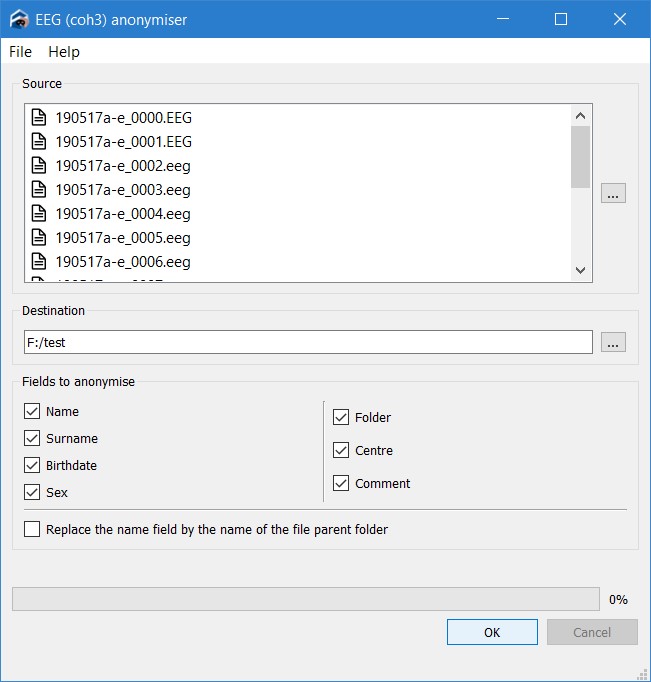 EEG (coh3) anonymiser
File Help
Source
190517a-e_0000.EEG
190517a-e_0001.EEG
190517a-e_0002.eeg
190517a-e_0003.eeg
190517a-e_0004.eeg
190517a-e_0005.eeg
190517a-e_0006.eeg
...
Destination
F:/test
...
Fields to anonymise
Name
Surname
Birthdate
Sex
Folder
Centre
Comment
Replace the name field by the name of the file parent folder
0%
OK Cancel